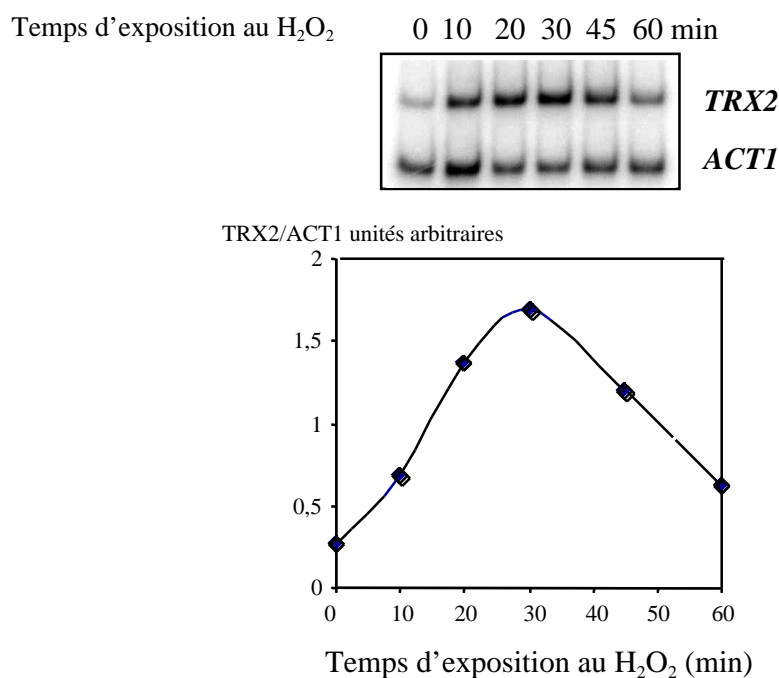 Temps d'exposition au H₂O₂ 0 10 20 30 45 60 min
TRX2
ACT1
TRX2/ACT1 unités arbitraires
2
1,5
1
0,5
0
0 10 20 30 40 50 60
Temps d'exposition au H₂O₂ (min)